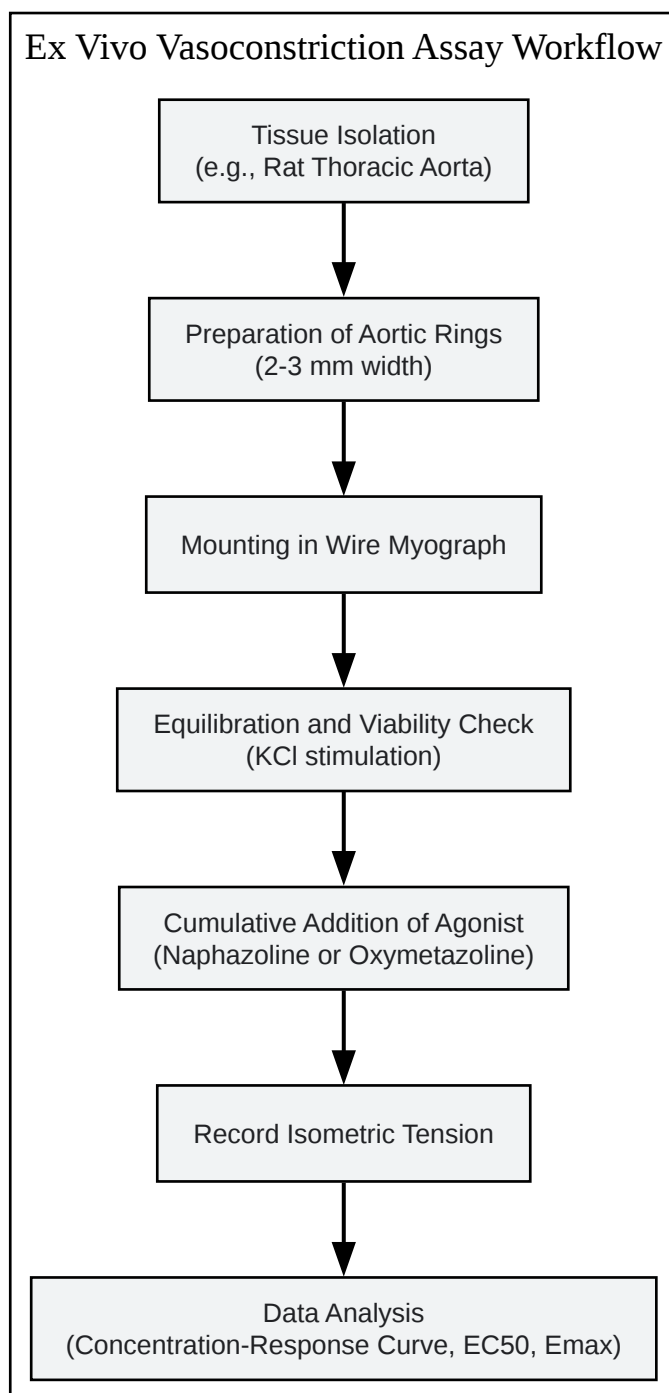 Ex Vivo Vasoconstriction Assay Workflow
Tissue Isolation
(e.g., Rat Thoracic Aorta)
Preparation of Aortic Rings
(2-3 mm width)
Mounting in Wire Myograph
Equilibration and Viability Check
(KCl stimulation)
Cumulative Addition of Agonist
(Naphazoline or Oxymetazoline)
Record Isometric Tension
Data Analysis
(Concentration-Response Curve, EC50, Emax)